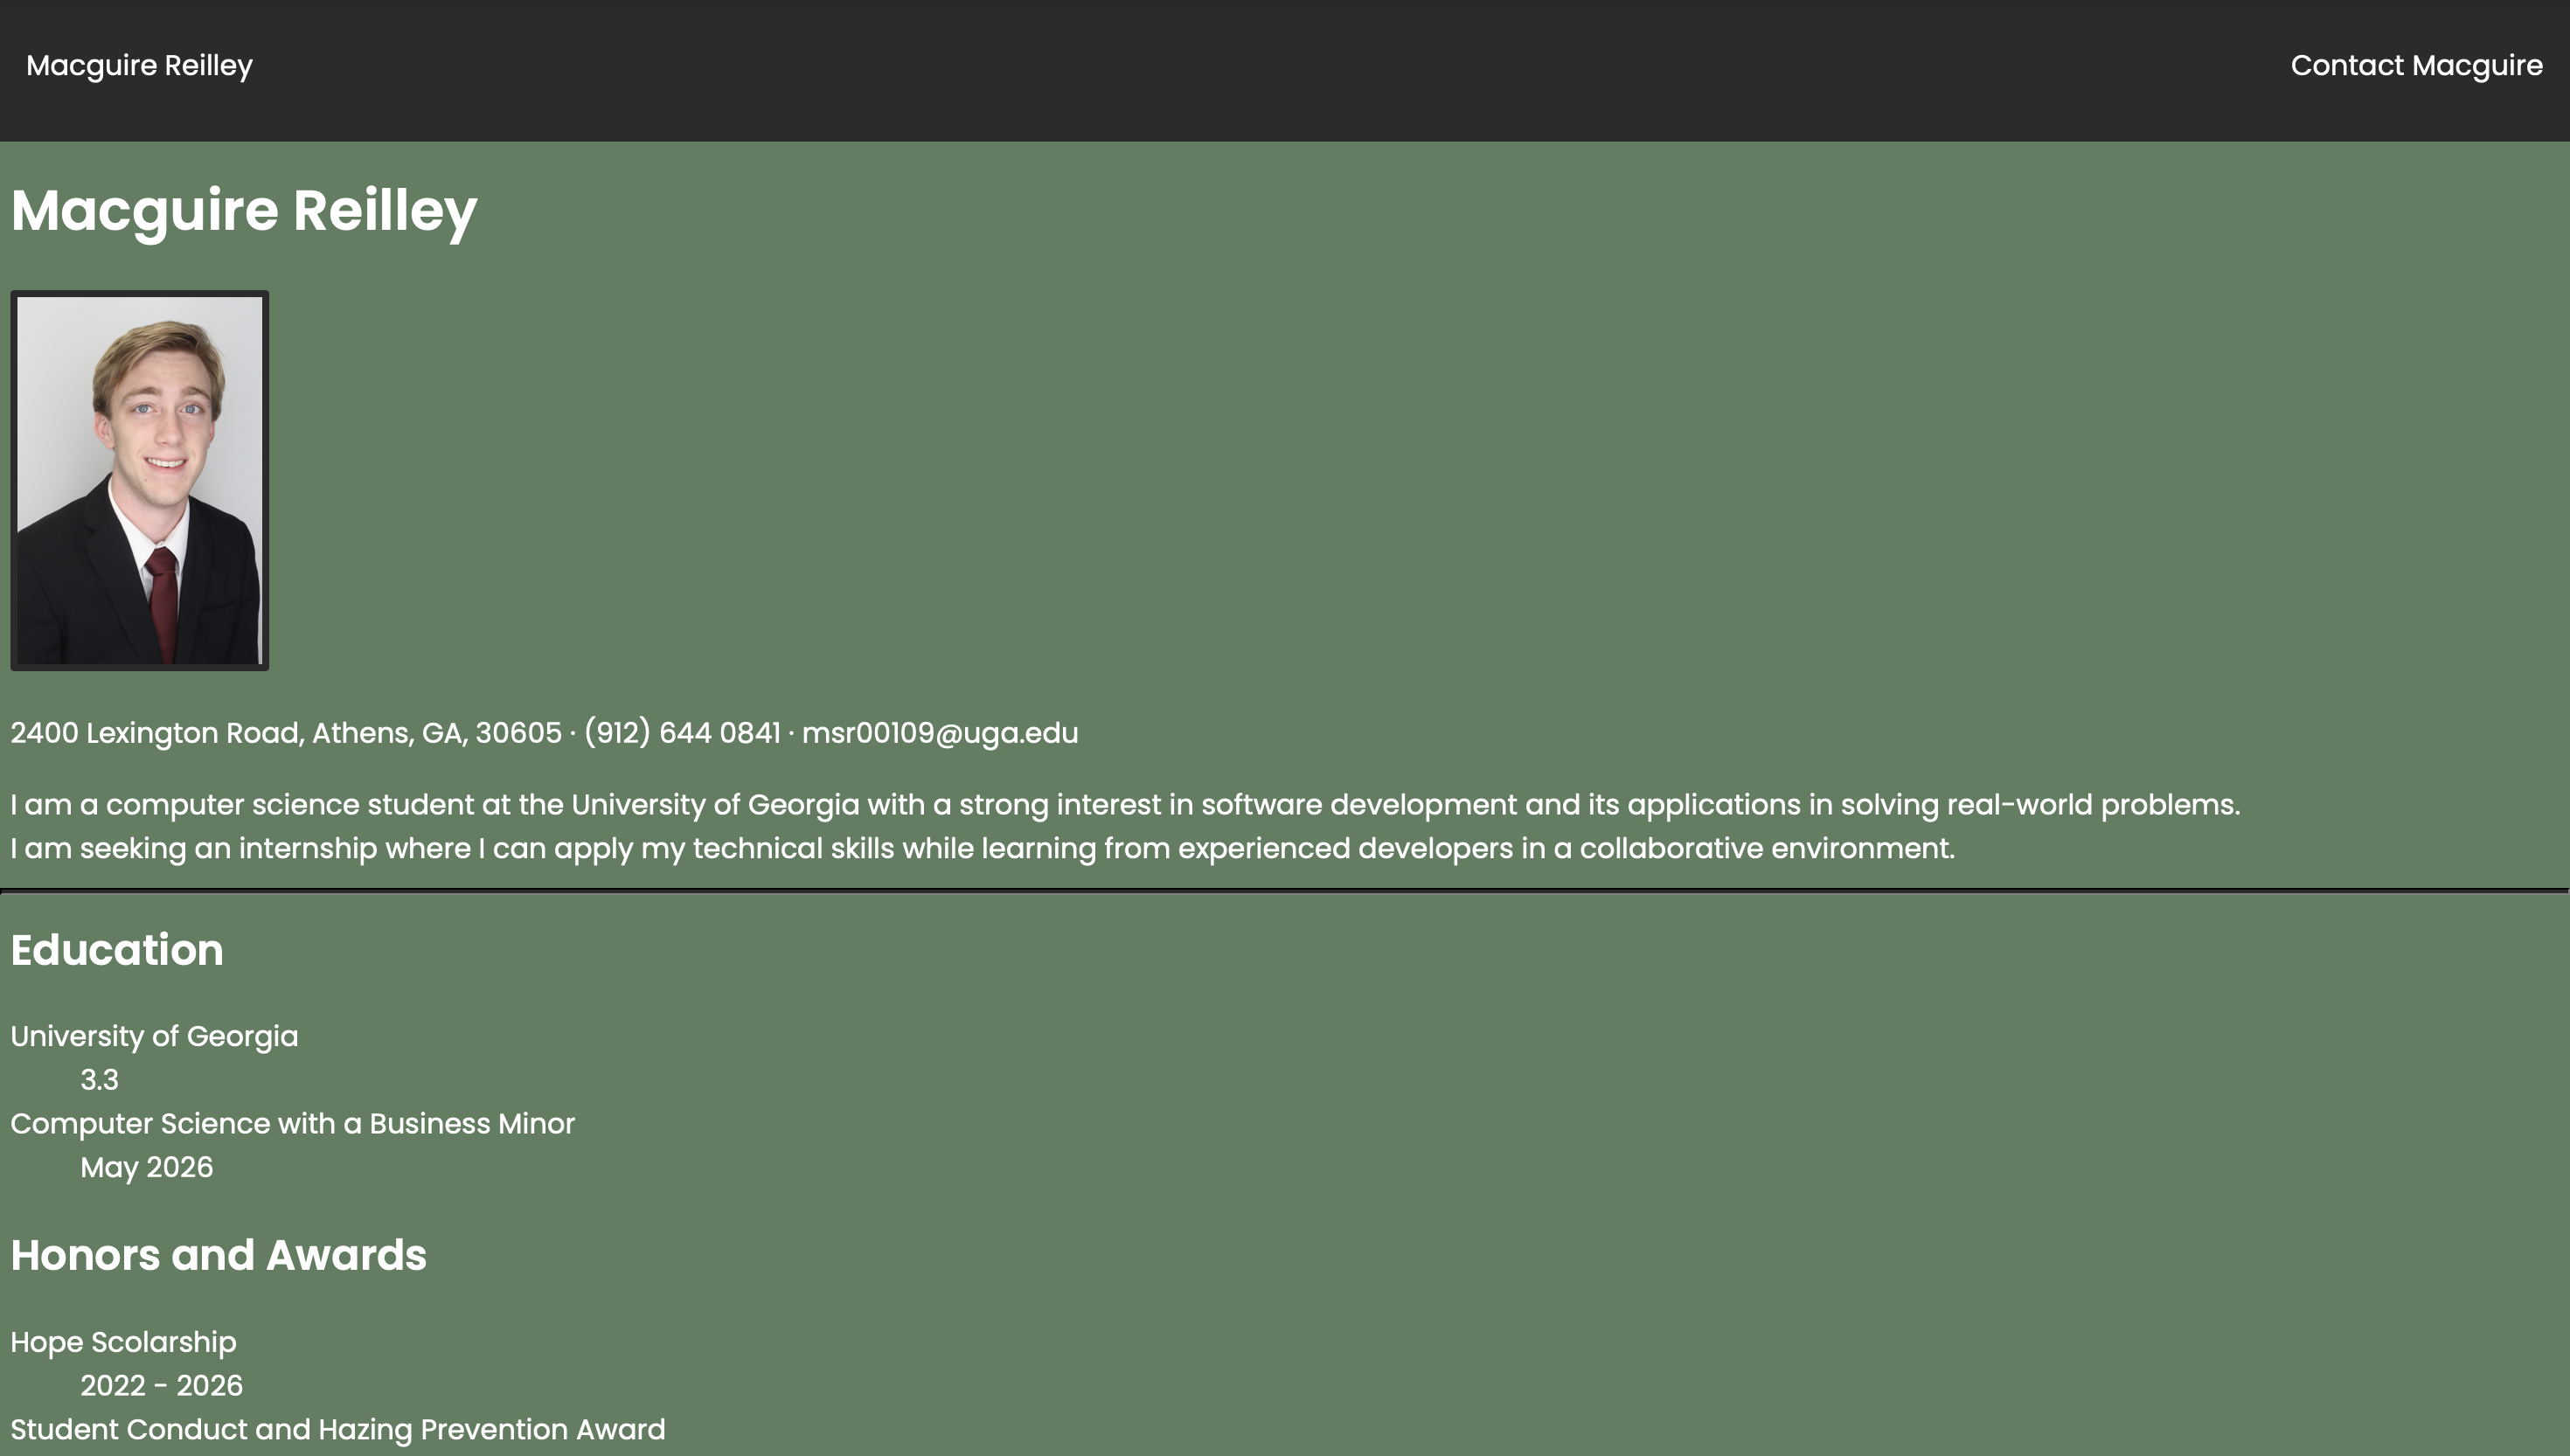 Macguire Reilley
Contact Macguire
Macguire Reilley
2400 Lexington Road, Athens, GA, 30605 · (912) 644 0841 · msr00109@uga.edu
I am a computer science student at the University of Georgia with a strong interest in software development and its applications in solving real-world problems.
I am seeking an internship where I can apply my technical skills while learning from experienced developers in a collaborative environment.
Education
University of Georgia
3.3
Computer Science with a Business Minor
May 2026
Honors and Awards
Hope Scolarship
2022 - 2026
Student Conduct and Hazing Prevention Award